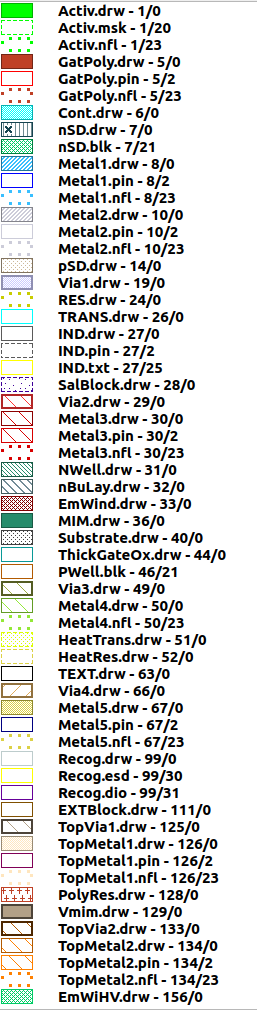 Activ.drw - 1/0
Activ.msk - 1/20
Activ.nfl - 1/23
GatPoly.drw - 5/0
GatPoly.pin - 5/2
GatPoly.nfl - 5/23
Cont.drw - 6/0
nSD.drw - 7/0
nSD.blk - 7/21
Metal1.drw - 8/0
Metal1.pin - 8/2
Metal1.nfl - 8/23
Metal2.drw - 10/0
Metal2.pin - 10/2
Metal2.nfl - 10/23
pSD.drw - 14/0
Via1.drw - 19/0
RES.drw - 24/0
TRANS.drw - 26/0
IND.drw - 27/0
IND.pin - 27/2
IND.txt - 27/25
SalBlock.drw - 28/0
Via2.drw - 29/0
Metal3.drw - 30/0
Metal3.pin - 30/2
Metal3.nfl - 30/23
NWell.drw - 31/0
nBuLay.drw - 32/0
EmWind.drw - 33/0
MIM.drw - 36/0
Substrate.drw - 40/0
ThickGateOx.drw - 44/0
PWell.blk - 46/21
Via3.drw - 49/0
Metal4.drw - 50/0
Metal4.nfl - 50/23
HeatTrans.drw - 51/0
HeatRes.drw - 52/0
TEXT.drw - 63/0
Via4.drw - 66/0
Metal5.drw - 67/0
Metal5.pin - 67/2
Metal5.nfl - 67/23
Recog.drw - 99/0
Recog.esd - 99/30
Recog.dio - 99/31
EXTBlock.drw - 111/0
TopVia1.drw - 125/0
TopMetal1.drw - 126/0
TopMetal1.pin - 126/2
TopMetal1.nfl - 126/23
PolyRes.drw - 128/0
Vmim.drw - 129/0
TopVia2.drw - 133/0
TopMetal2.drw - 134/0
TopMetal2.pin - 134/2
TopMetal2.nfl - 134/23
EmWiHV.drw - 156/0